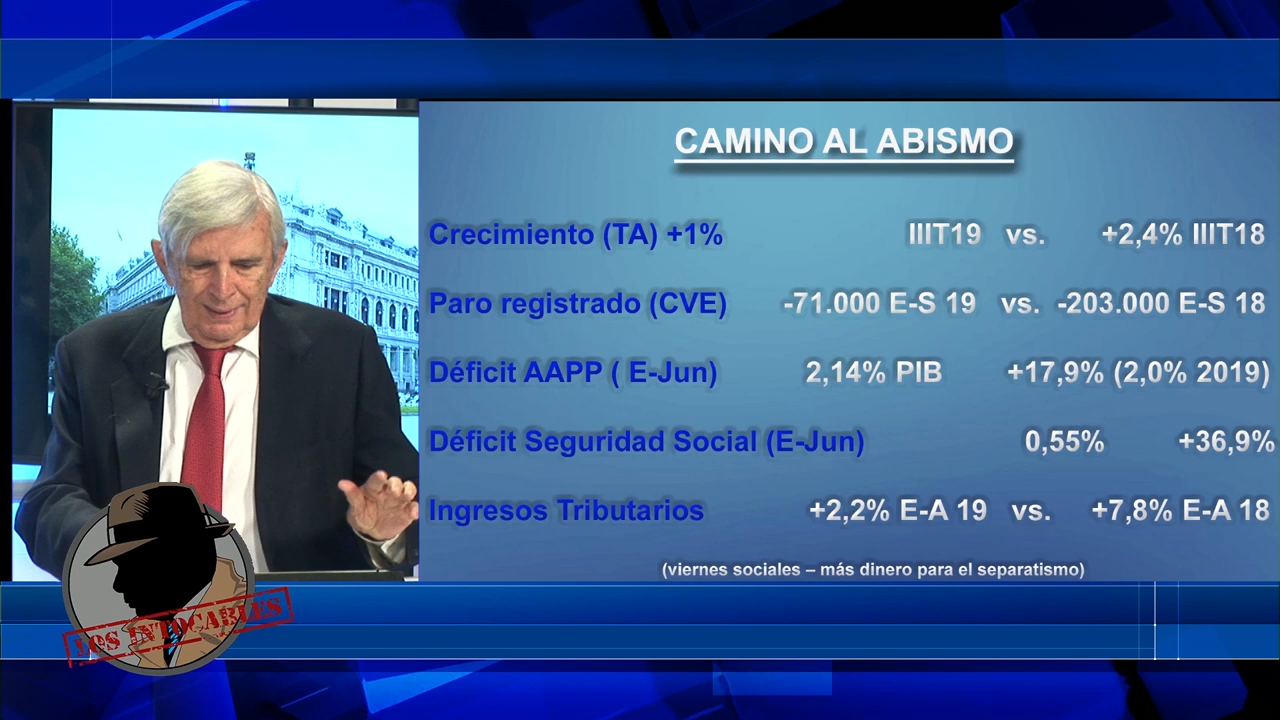 CAMINO AL ABISMO
Crecimiento (TA) +1% IIIT19 vs. +2,4% IIIT18
Paro registrado (CVE) -71.000 E-S 19 vs. -203.000 E-S 18
Déficit AAPP ( E-Jun) 2,14% PIB +17,9% (2,0% 2019)
Déficit Seguridad Social (E-Jun) 0,55% +36,9%
Ingresos Tributarios +2,2% E-A 19 vs. +7,8% E-A 18
(viernes sociales – más dinero para el separatismo)
LOS INTOCABLES